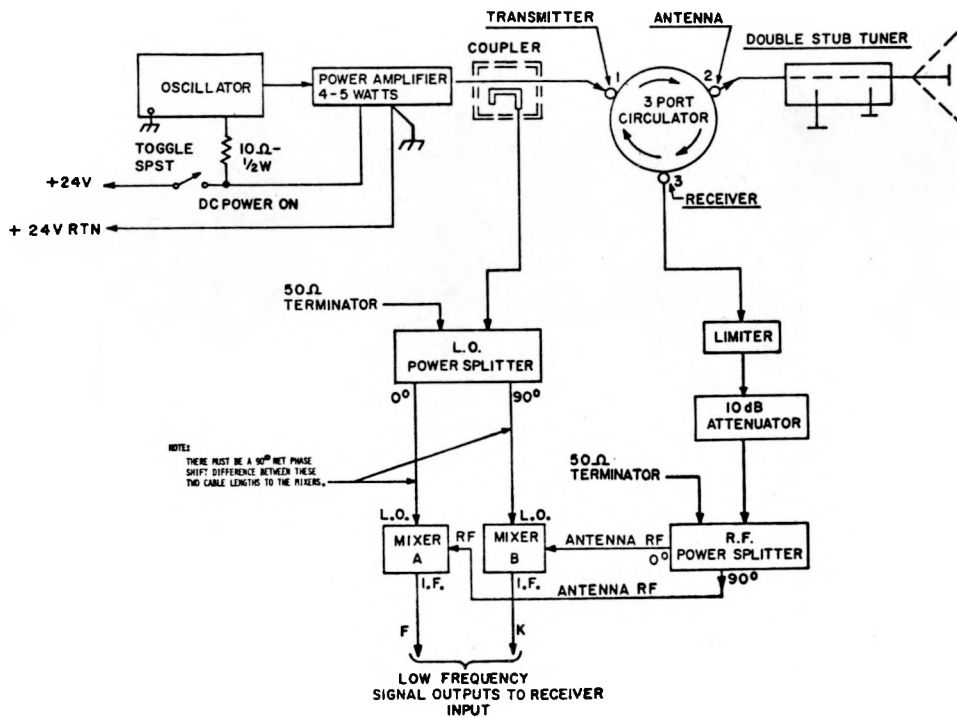 TRANSMITTER
ANTENNA
COUPLER
DOUBLE STUB TUNER
OSCILLATOR
POWER AMPLIFIER
4-5 WATTS
1
2
3 PORT
CIRCULATOR
3
RECEIVER
TOGGLE
SPST
10Ω-
1/2W
+24V
DC POWER ON
+ 24V RTN
50Ω
TERMINATOR
L.O.
POWER SPLITTER
0°
90°
LIMITER
10 dB
ATTENUATOR
NOTE:
THERE MUST BE A 90° NET PHASE
SHIFT DIFFERENCE BETWEEN THESE
TWO CABLE LENGTHS TO THE MIXERS.
50Ω
TERMINATOR
L.O.
L.O.
MIXER
A
RF
MIXER
B
ANTENNA RF
0°
R.F.
POWER SPLITTER
90°
I.F.
I.F.
ANTENNA RF
F
K
LOW FREQUENCY
SIGNAL OUTPUTS TO RECEIVER
INPUT